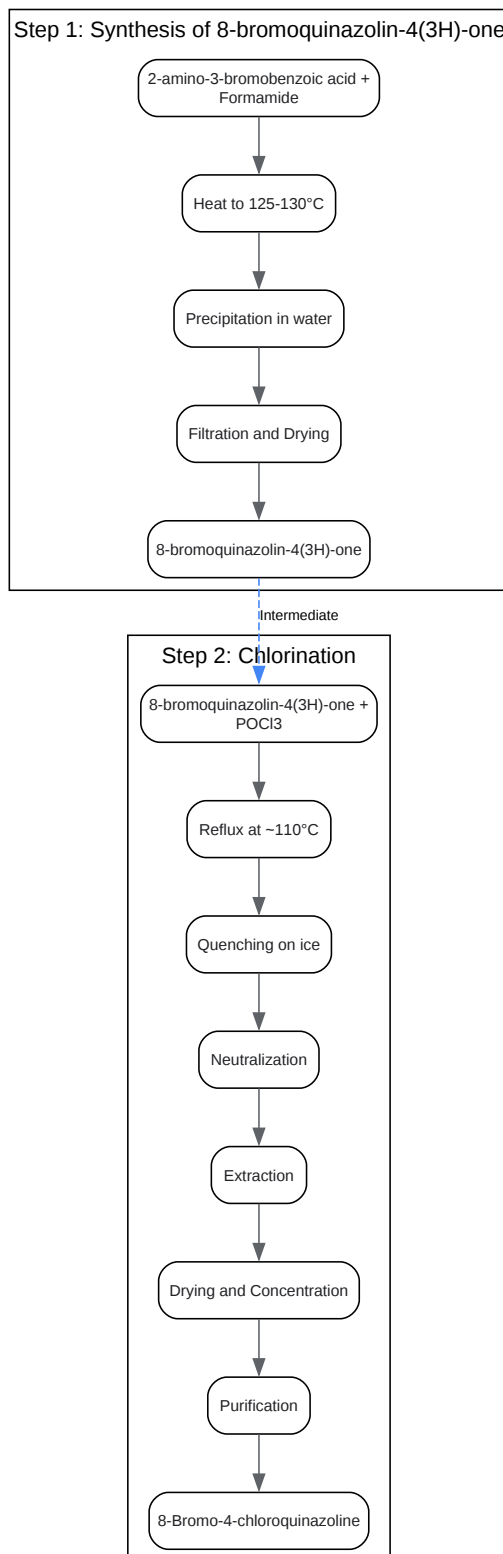 Step 1: Synthesis of 8-bromoquinazolin-4(3H)-one
2-amino-3-bromobenzoic acid +
Formamide
Heat to 125-130°C
Precipitation in water
Filtration and Drying
8-bromoquinazolin-4(3H)-one
Intermediate
Step 2: Chlorination
8-bromoquinazolin-4(3H)-one +
POCl3
Reflux at ~110°C
Quenching on ice
Neutralization
Extraction
Drying and Concentration
Purification
8-Bromo-4-chloroquinazoline